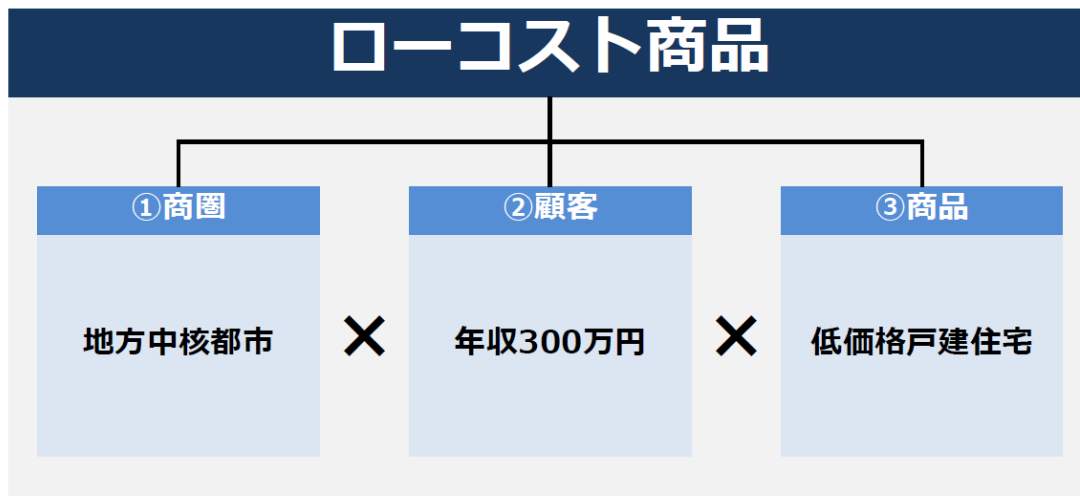 ローコスト商品
①商圏
②顧客
③商品
地方中核都市
×
年収300万円
×
低価格戸建住宅